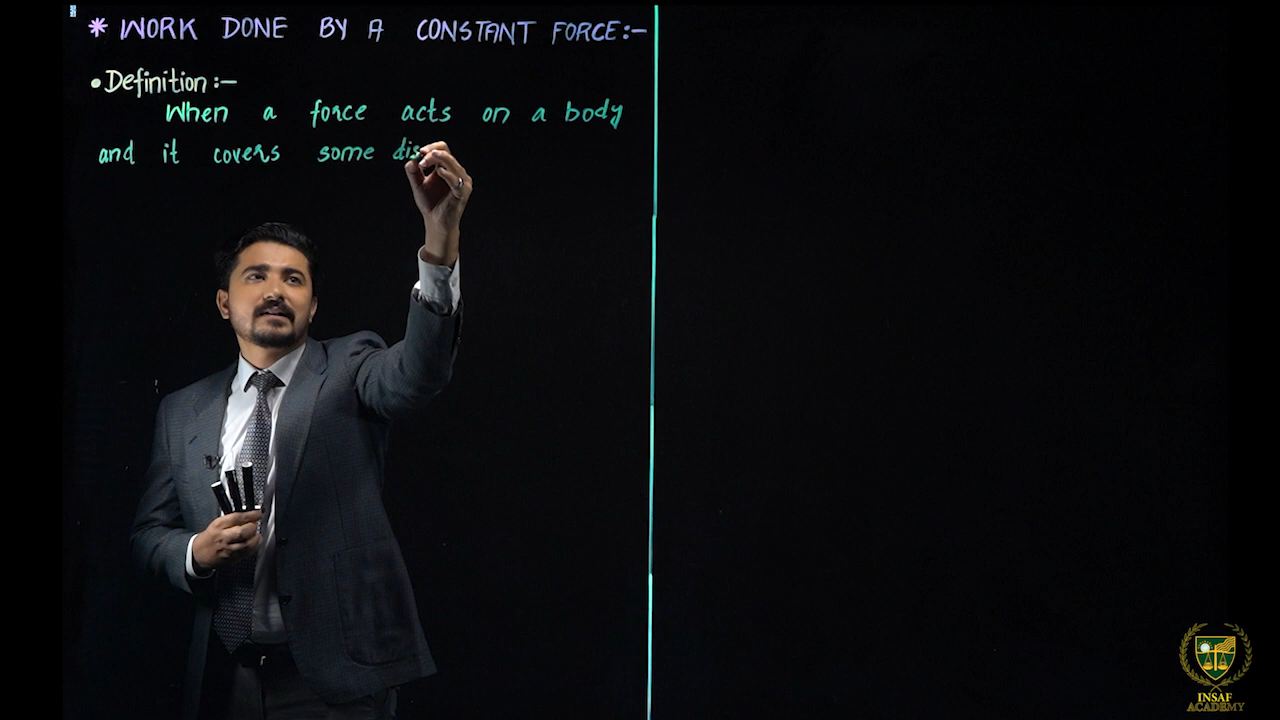 * WORK DONE BY A CONSTANT FORCE:-
• Definition:-
When a force acts on a body
and it covers some dis
INSAF
ACADEMY